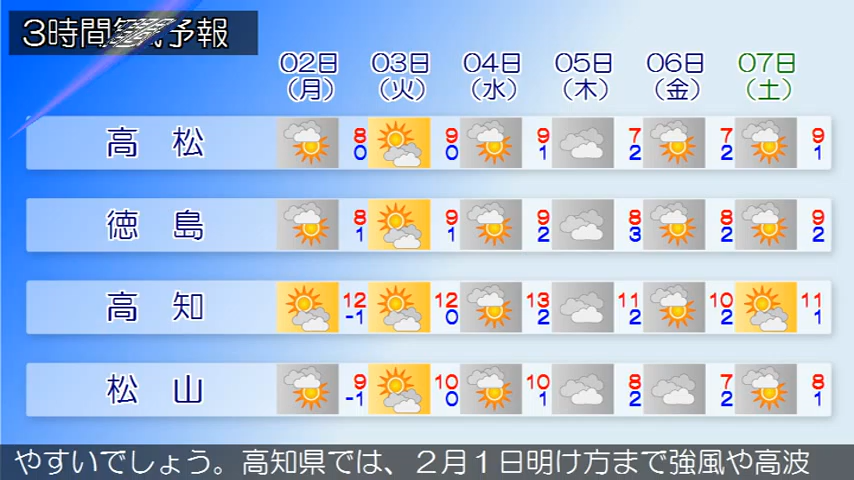 3時間 予報
02日 03日 04日 05日 06日 07日
(月) (火) (水) (木) (金) (土)
高松 8 0 9 0 9 1 7 2 7 2 9 1
徳島 8 1 9 1 9 2 8 3 8 2 9 2
高知 12 -1 12 0 13 2 11 2 10 2 11 1
松山 9 -1 10 0 10 1 8 2 7 2 8 1
やすいでしょう。高知県では、２月１日明け方まで強風や高波